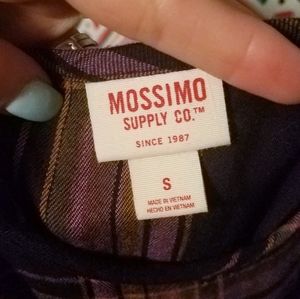 MOSSIMO
SUPPLY CO.™
SINCE 1987
S
MADE IN VIETNAM
HECHO EN VIETNAM